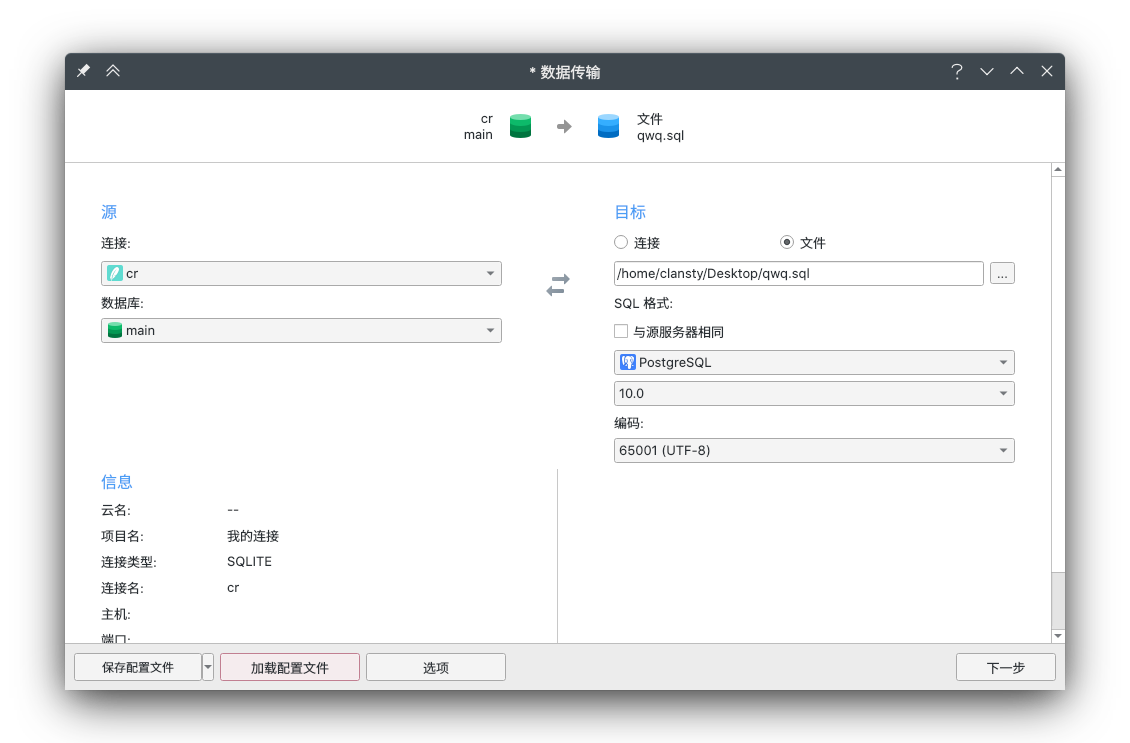 * 数据传输
cr
main
文件
qwq.sql
源
连接:
cr
数据库:
main
目标
连接
文件
/home/clansty/Desktop/qwq.sql
...
SQL 格式:
与源服务器相同
PostgreSQL
10.0
编码:
65001 (UTF-8)
信息
云名:
--
项目名:
我的连接
连接类型:
SQLITE
连接名:
cr
主机:
端口:
保存配置文件
加载配置文件
选项
下一步